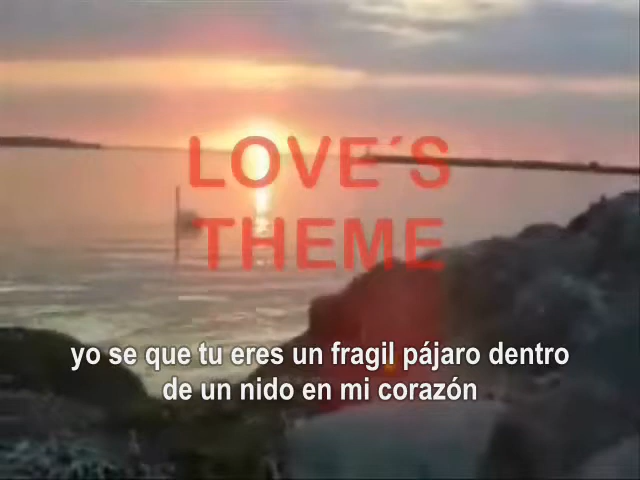 LOVE´S
THEME
yo se que tu eres un fragil pájaro dentro
de un nido en mi corazón